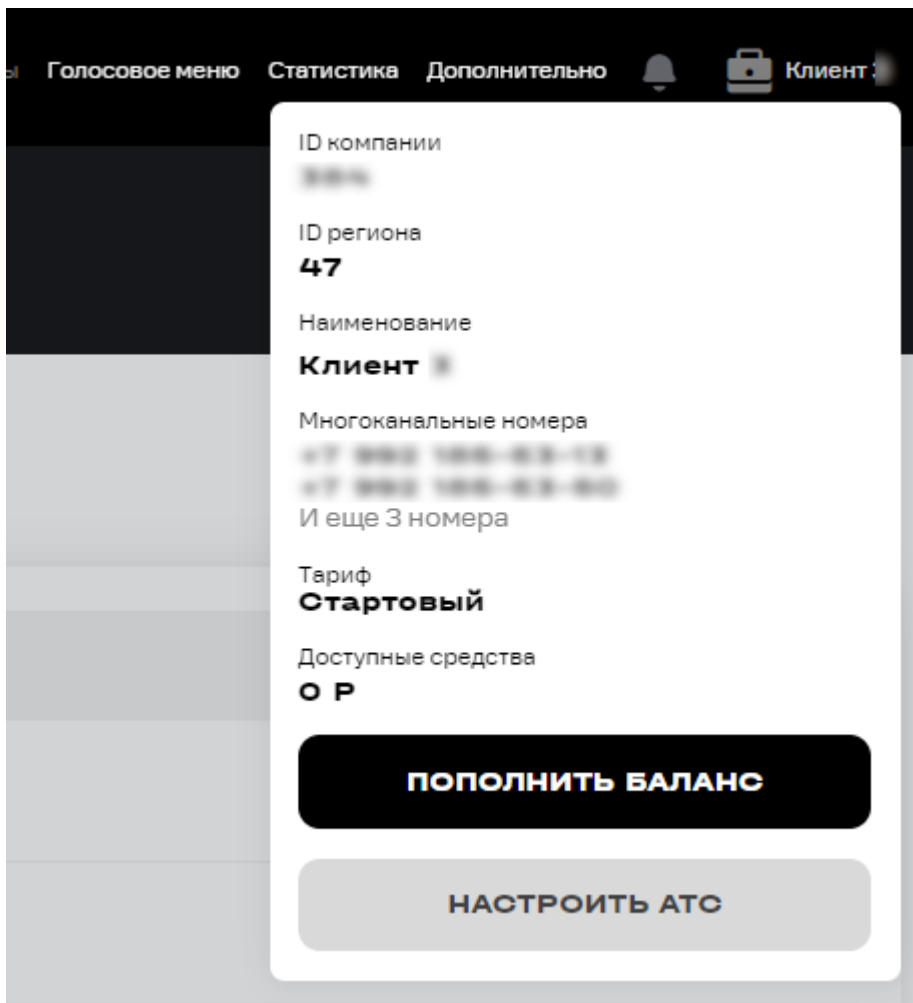 ы Голосовое меню Статистика Дополнительно Клиент
ID компании
ID региона
47
Наименование
Клиент
Многоканальные номера
И еще 3 номера
Тариф
Стартовый
Доступные средства
0 Р
ПОПОЛНИТЬ БАЛАНС
НАСТРОИТЬ АТС